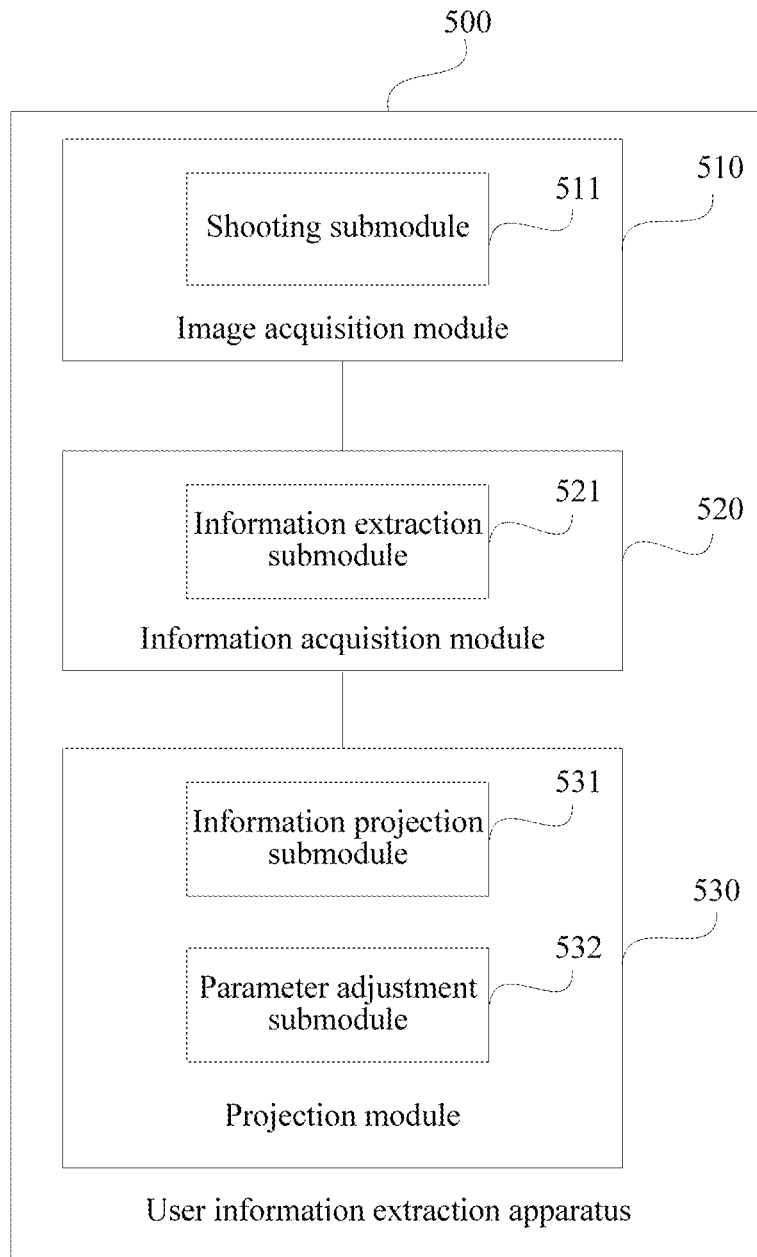 500
510
511
Shooting submodule
Image acquisition module
521
520
Information extraction
submodule
Information acquisition module
531
Information projection
submodule
530
532
Parameter adjustment
submodule
Projection module
User information extraction apparatus